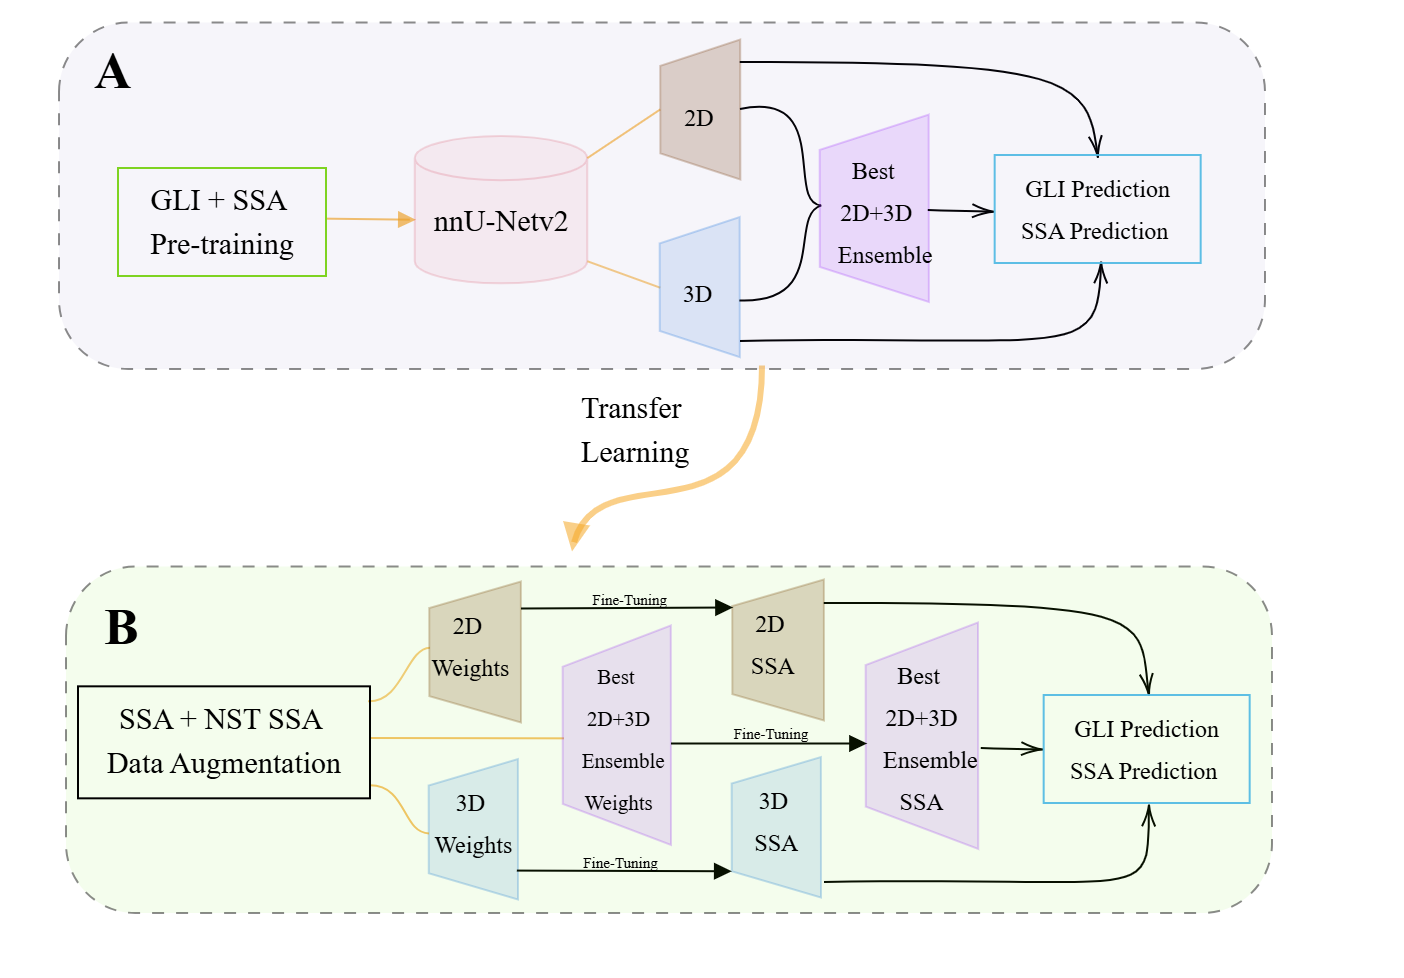 A
GLI + SSA
Pre-training
nnU-Netv2
2D
3D
Best
2D+3D
Ensemble
GLI Prediction
SSA Prediction
Transfer
Learning
B
SSA + NST SSA
Data Augmentation
2D
Weights
Fine-Tuning
2D
SSA
Best
2D+3D
Ensemble
Weights
Fine-Tuning
Best
2D+3D
Ensemble
SSA
3D
Weights
Fine-Tuning
3D
SSA
GLI Prediction
SSA Prediction